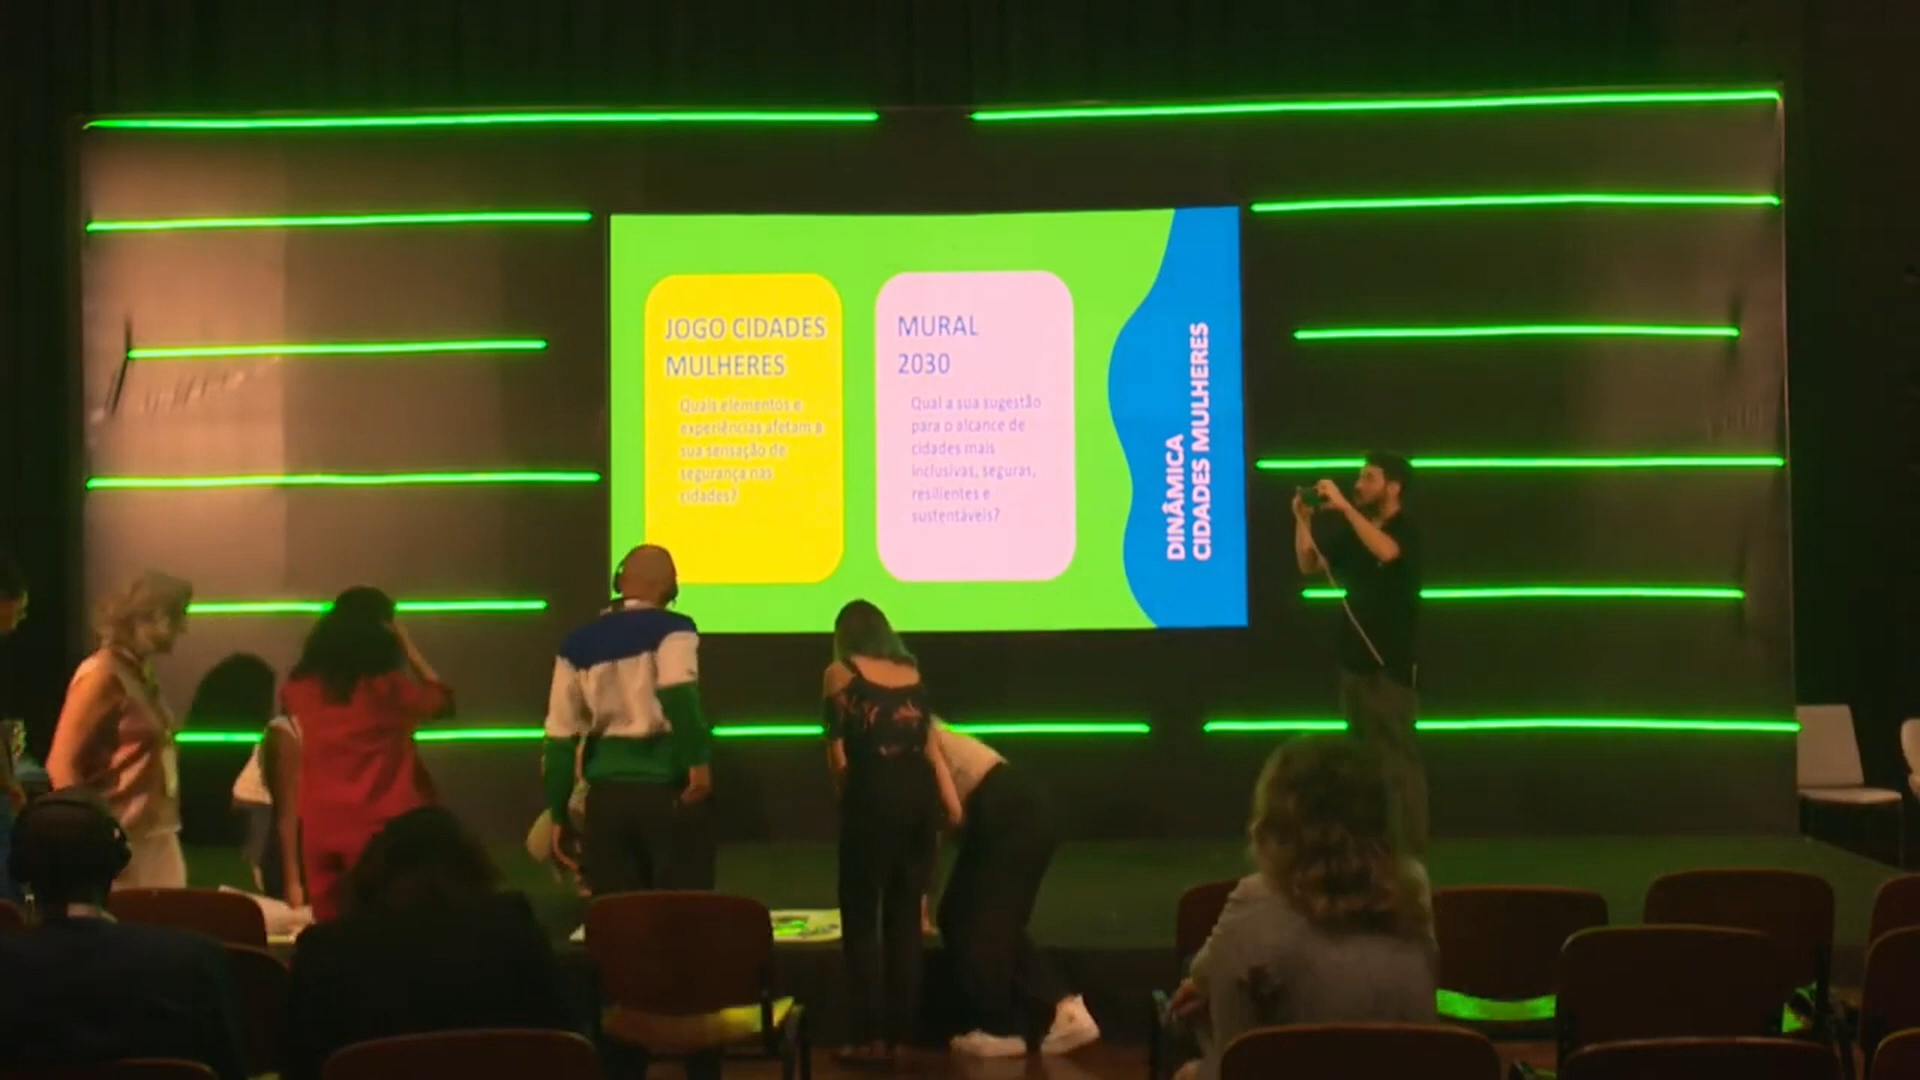 JOGO CIDADES
MULHERES
Quais elementos e
experiências afetam a
sua sensação de
segurança nas
cidades?
MURAL
2030
Qual a sua sugestão
para o alcance de
cidades mais
inclusivas, seguras,
resilientes e
sustentáveis?
DINÂMICA
CIDADES MULHERES